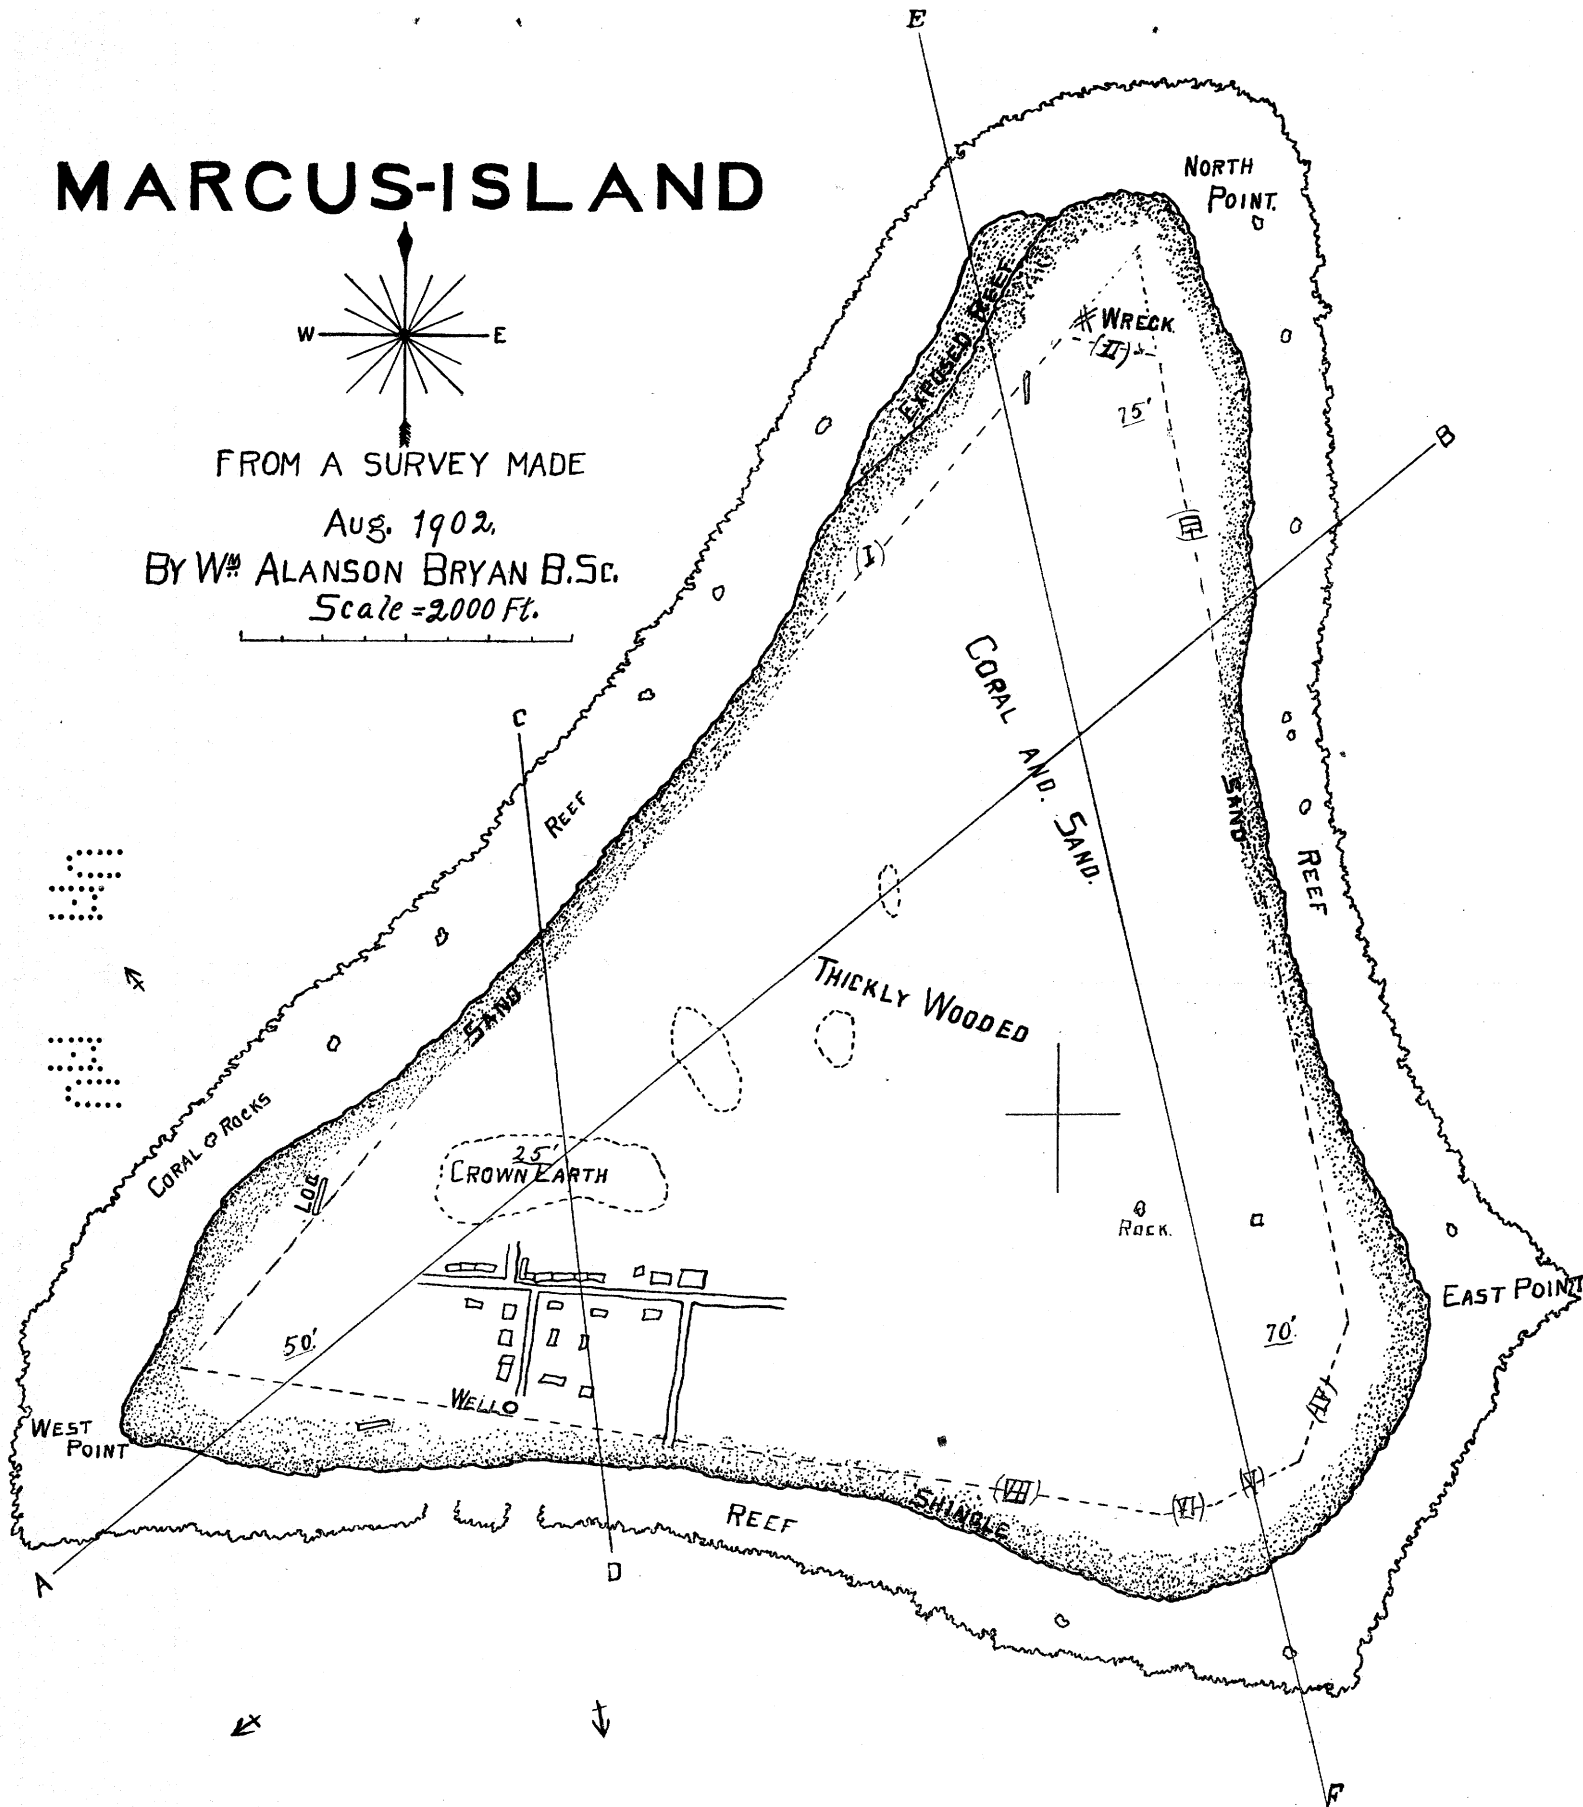 E
MARCUS-ISLAND
W E
FROM A SURVEY MADE
Aug. 1902.
BY Wᴹ. ALANSON BRYAN B.Sc.
Scale = 2000 Ft.
NORTH
POINT.
EXPOSED REEF
WRECK
(II)
75'
B
(III)
(I)
CORAL AND. SAND.
C
REEF
SAND
REEF
THICKLY WOODED
SAND
CORAL ROCKS
LOG
25'
CROWN EARTH
ROCK.
EAST POINT
50'
70'
WELL
(IV)
WEST
POINT
(VII)
(VI)
(V)
SHINGLE
REEF
A
D
F